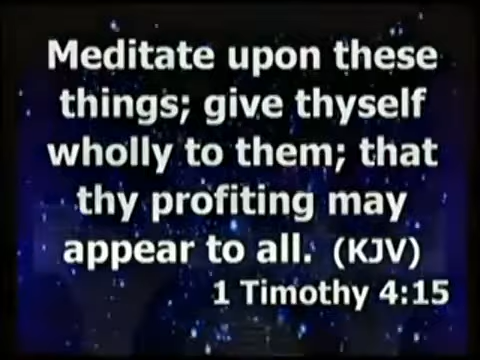 Meditate upon these
things; give thyself
wholly to them; that
thy profiting may
appear to all. (KJV)
1 Timothy 4:15